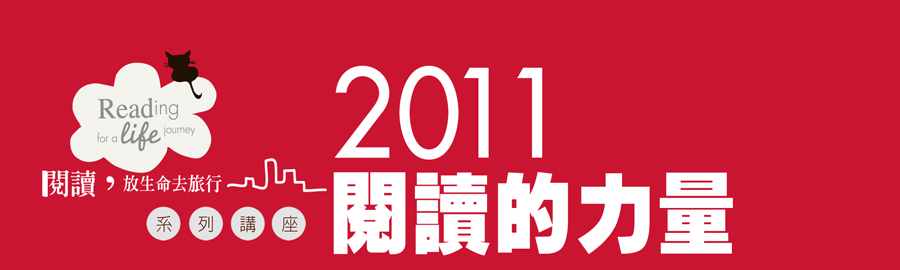 Reading
for a life journey
閱讀，放生命去旅行
系列講座
2011
閱讀的力量